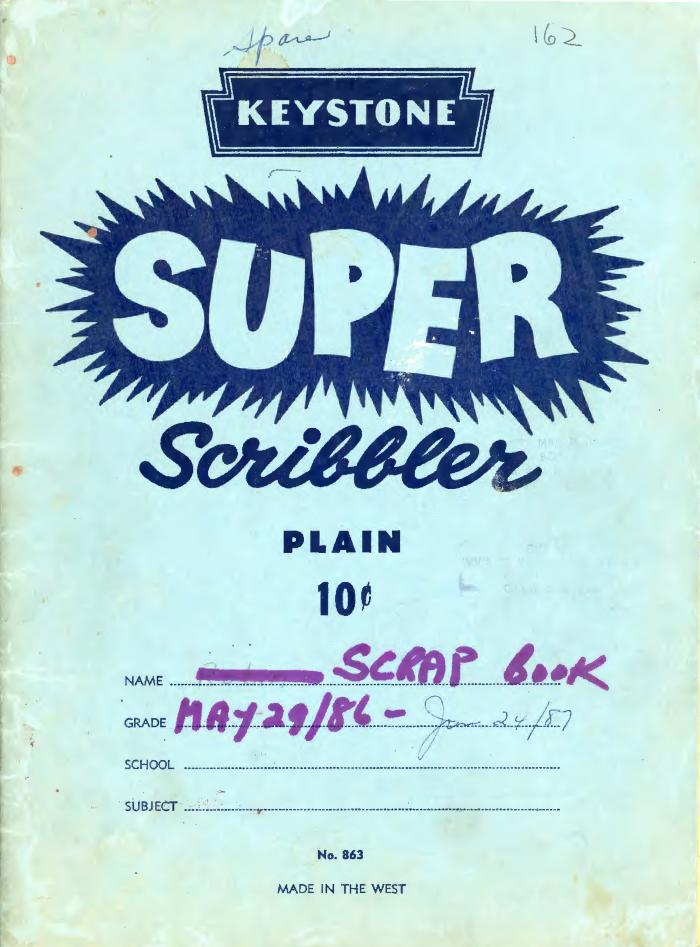 Spare 162
KEYSTONE
SUPER
Scribbler
PLAIN
10¢
NAME SCRAP BOOK
GRADE MAY 29/86 - Jun 24/87
SCHOOL
SUBJECT
No. 863
MADE IN THE WEST